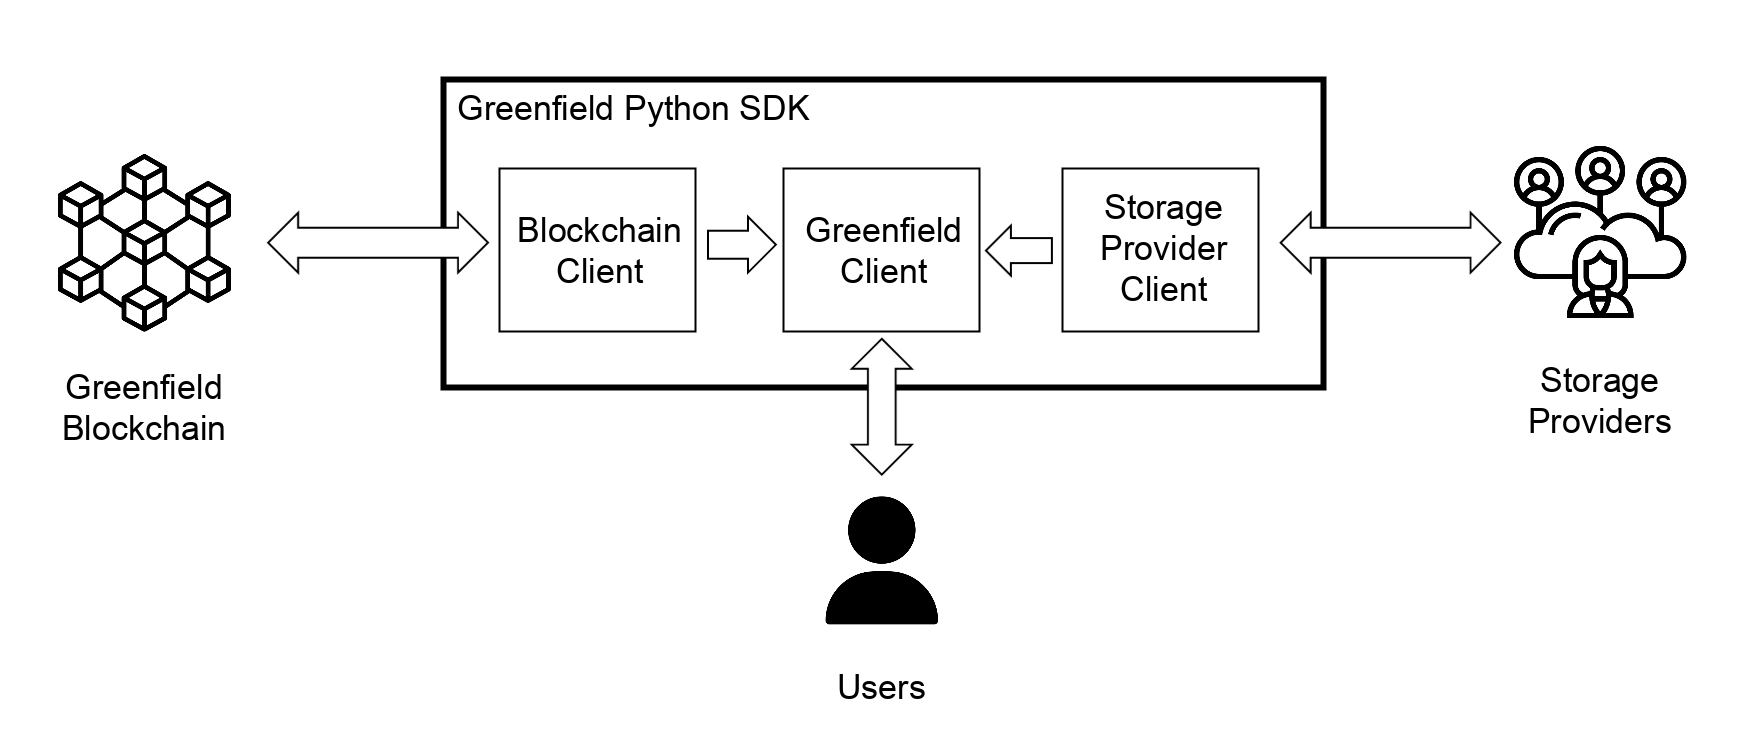 Greenfield Python SDK
Blockchain
Client
Greenfield
Client
Storage
Provider
Client
Greenfield
Blockchain
Storage
Providers
Users